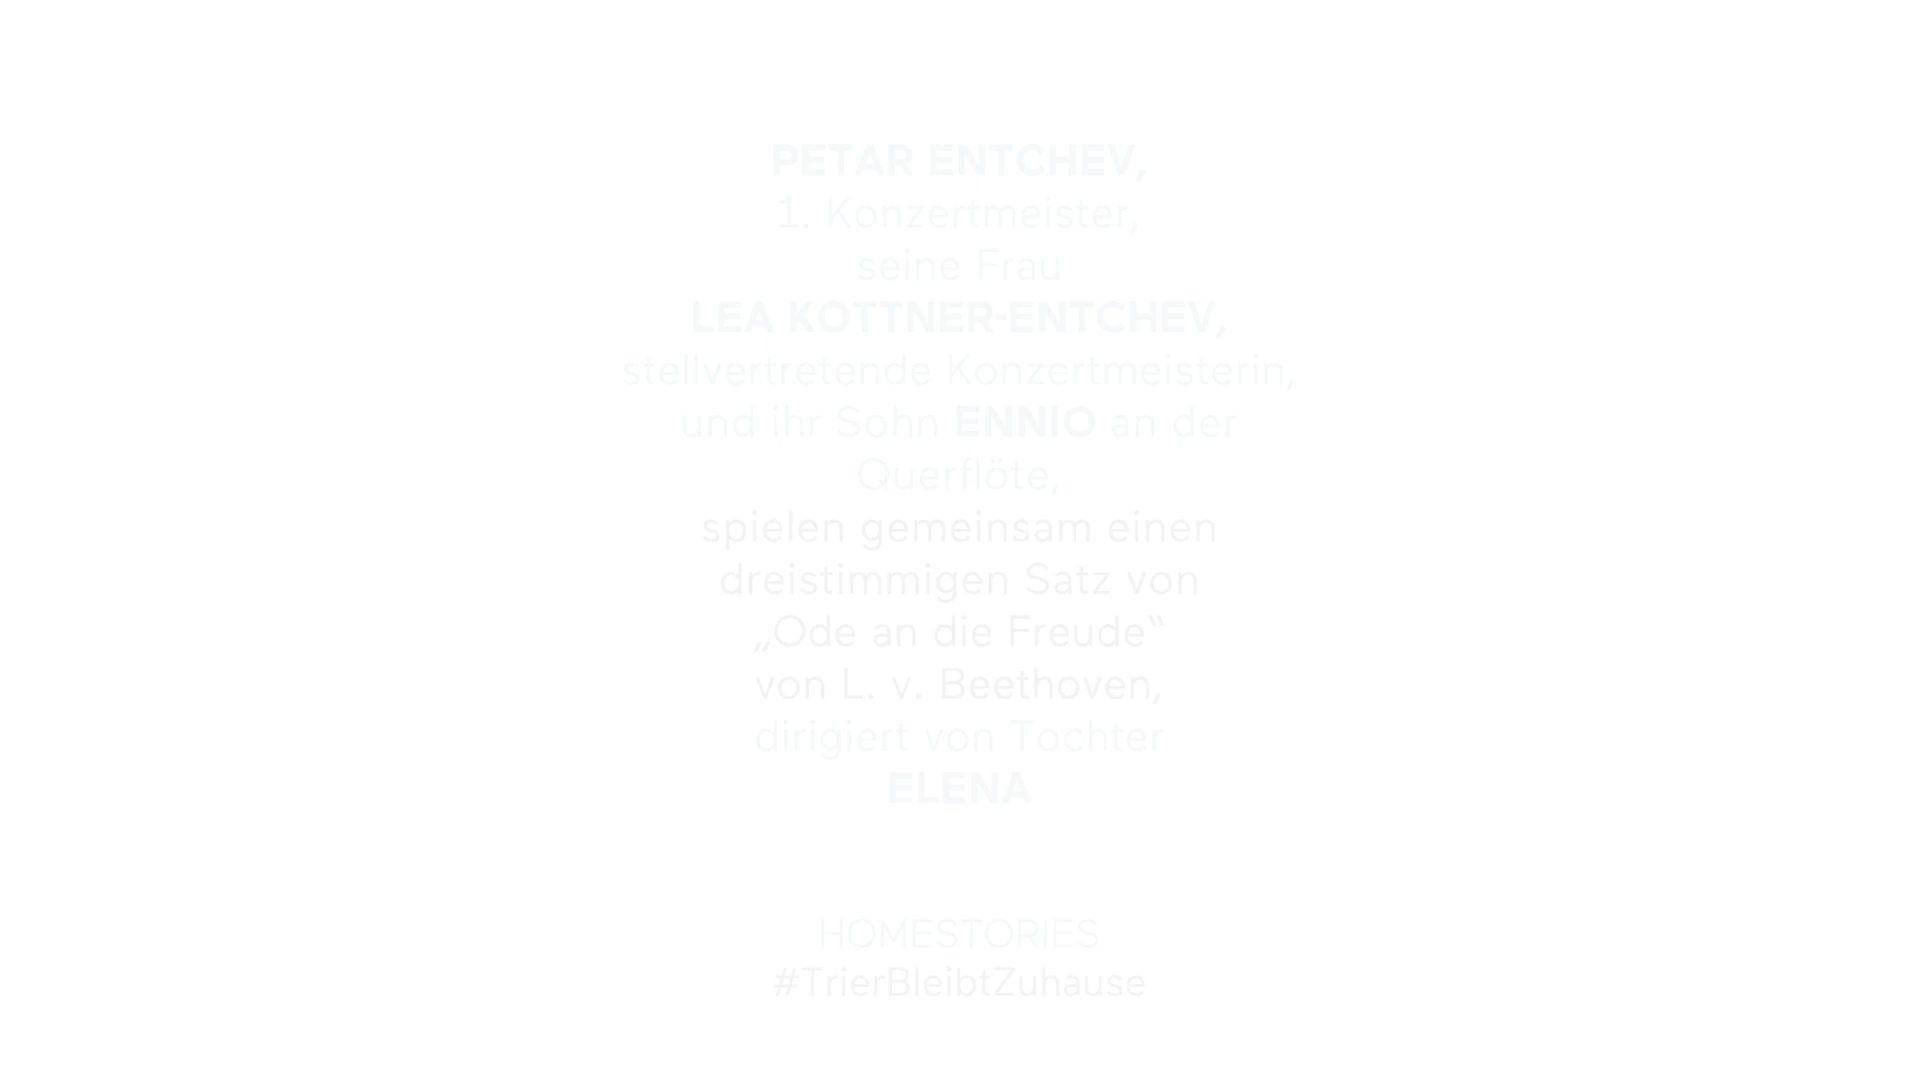 PETAR ENTCHEV,
1. Konzertmeister,
seine Frau
LEA KOTTNER-ENTCHEV,
stellvertretende Konzertmeisterin,
und ihr Sohn ENNIO an der
Querflöte,
spielen gemeinsam einen
dreistimmigen Satz von
„Ode an die Freude“
von L. v. Beethoven,
dirigiert von Tochter
ELENA
HOMESTORIES
#TrierBleibtZuhause